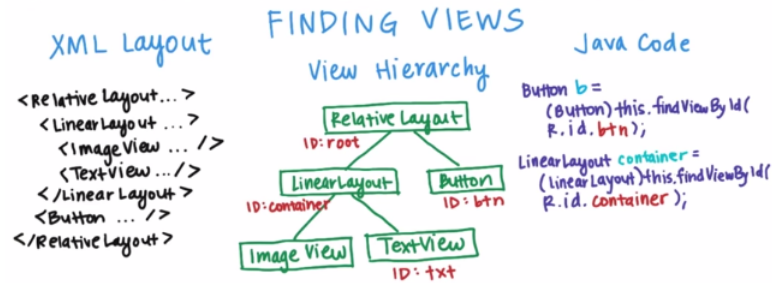 FINDING VIEWS
XML Layout
<Relative Layout...>
<LinearLayout ...>
<ImageView ... />
<TextView .../>
</Linear Layout>
<Button ... />
</Relative Layout>
View Hierarchy
Relative Layout
ID:root
LinearLayout
Button
ID:container
ID:btn
Image View
TextView
ID:txt
Java Code
Button b =
(Button)this.findViewById(
R.id.btn);
LinearLayout container =
(linearLayout)this.findViewById(
R.id.container);